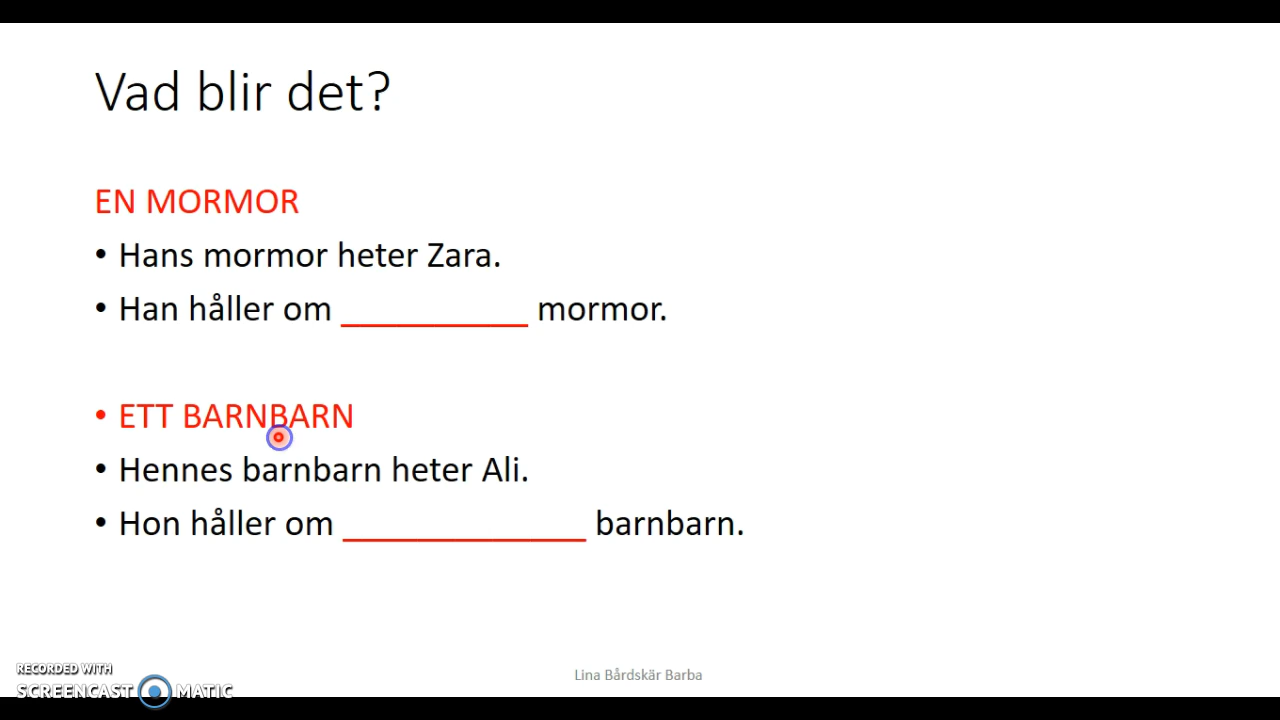 Vad blir det?
EN MORMOR
• Hans mormor heter Zara.
• Han håller om __________ mormor.
• ETT BARNBARN
• Hennes barnbarn heter Ali.
• Hon håller om _____________ barnbarn.
Lina Bårdskär Barba
RECORDED WITH
SCREENCAST MATIC